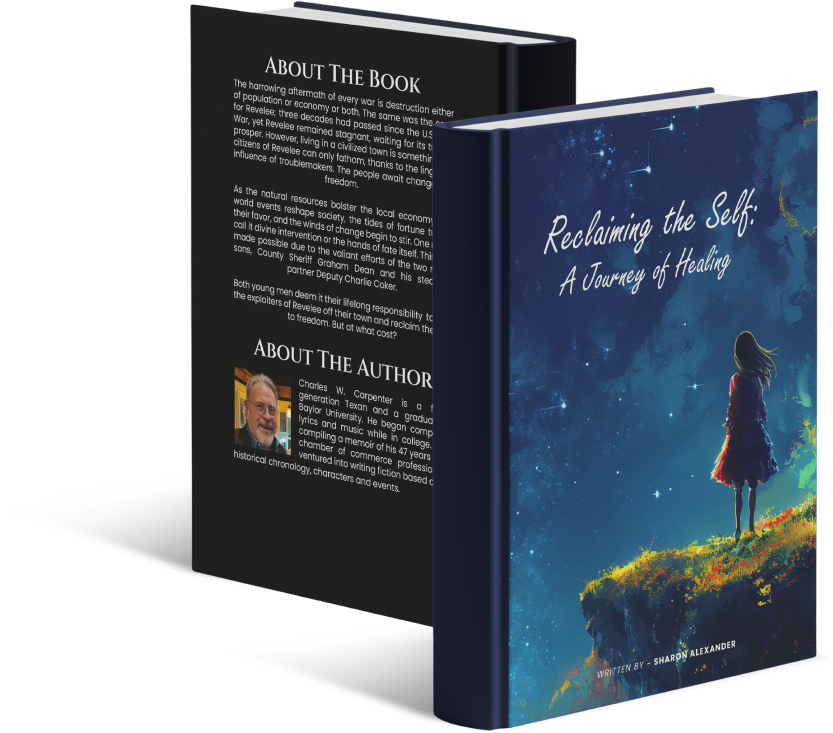 ABOUT THE BOOK
The harrowing aftermath of every war is destruction either
of population or economy or both. The same was the
for Revelee; three decades had passed since the U.S.
War, yet Revelee remained stagnant, waiting for its
prosper. However, living in a civilized town is
citizens of Revelee can only fathom, thanks to the
influence of troublemakers. The people await
freedom.
As the natural resources bolster the local economy
world events reshape society, the tides of fortune
their favor, and the winds of change begin to stir. One
call it divine intervention or the hands of fate itself.
made possible due to the valiant efforts of the two
sons, County Sheriff Graham Dean and his
partner Deputy Charlie Coker.
Both young men deem it their lifelong responsibility
the exploiters of Revelee off their town and reclaim
to freedom. But at what cost?
ABOUT THE AUTHOR
Charles W. Carpenter is a
generation Texan and a
Baylor University. He began
lyrics and music while in college.
compiling a memoir of his 47 years
chamber of commerce
ventured into writing fiction based
historical chronology, characters and events.
Reclaiming the Self:
A Journey of Healing
WRITTEN BY - SHARON ALEXANDER